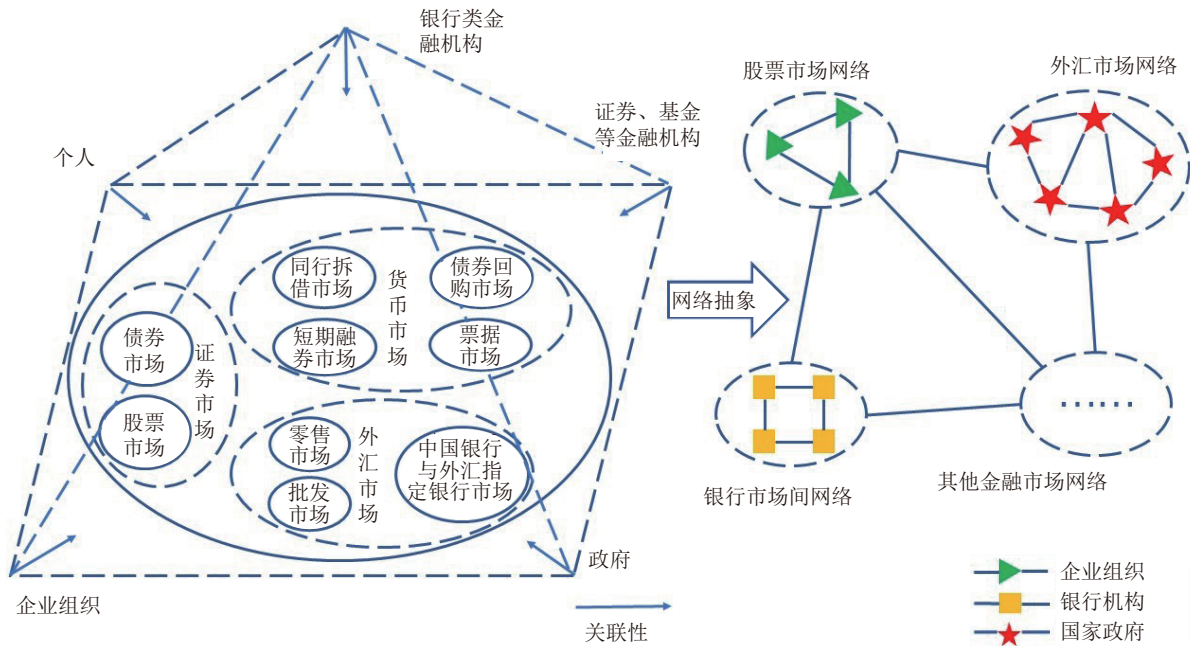 银行类金
融机构
证券、基金
等金融机构
个人
同行拆
借市场
债券回
购市场
货币市场
短期融
券市场
票据
市场
债券
市场
证券市场
股票
市场
零售
市场
外汇市场
批发
市场
中国银行
与外汇指
定银行市场
政府
企业组织
关联性
网络抽象
股票市场网络
外汇市场网络
银行市场间网络
......
其他金融市场网络
企业组织
银行机构
国家政府